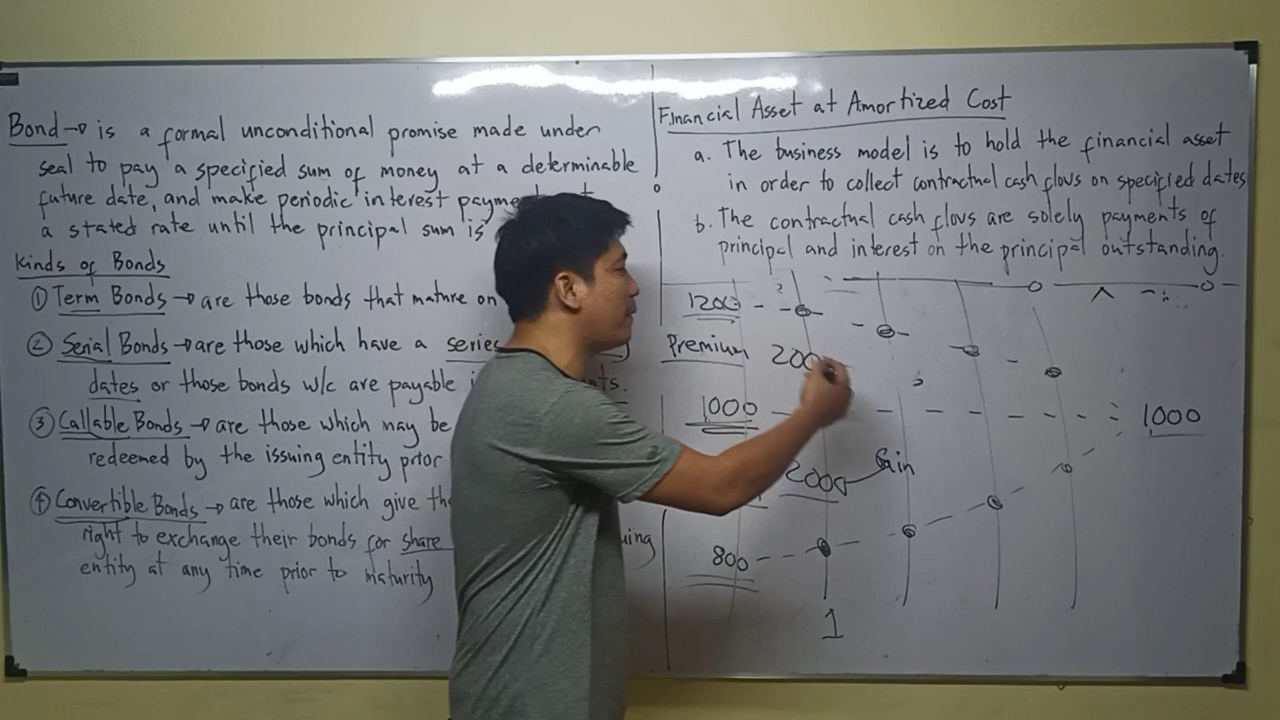 Bond → is a formal unconditional promise made under
seal to pay a specified sum of money at a determinable
future date, and make periodic interest
a stated rate until the principal sum is
Kinds of Bonds
① Term Bonds → are those bonds that mature on
② Serial Bonds → are those which have a series
dates or those bonds w/c are payable
③ Callable Bonds → are those which may be
redeemed by the issuing entity prior
④ Convertible Bonds → are those which give
right to exchange their bonds for share
entity at any time prior to maturity
Financial Asset at Amortized Cost
a. The business model is to hold the financial asset
in order to collect contractual cash flows on specified dates
b. The contractual cash flows are solely payments of
principal and interest on the principal outstanding.
1200
Premium 200
1000 1000
Gain
800
1